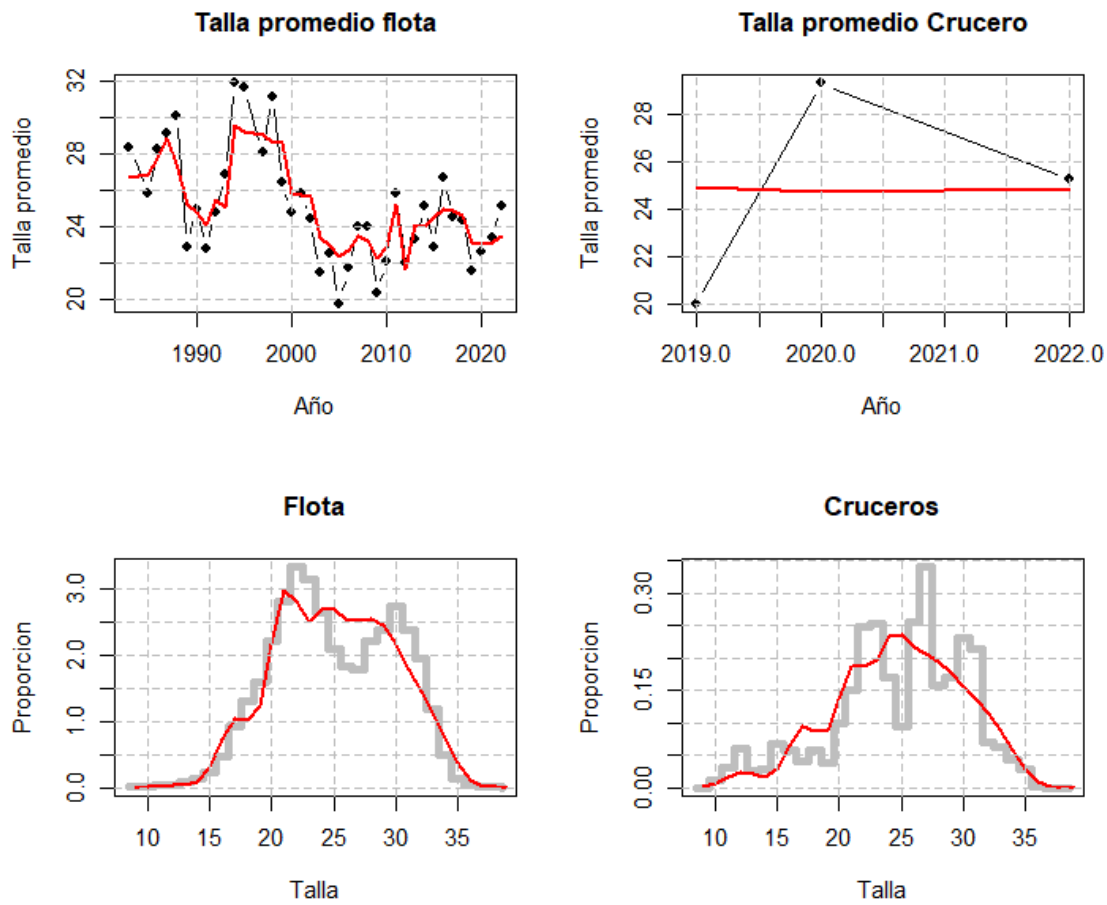 Talla promedio flota
Talla promedio
32
28
24
20
1990 2000 2010 2020
Año
Talla promedio Crucero
Talla promedio
28
26
24
22
20
2019.0 2020.0 2021.0 2022.0
Año
Flota
Proporcion
3.0
2.0
1.0
0.0
10 15 20 25 30 35
Talla
Cruceros
Proporcion
0.30
0.15
0.00
10 15 20 25 30 35
Talla